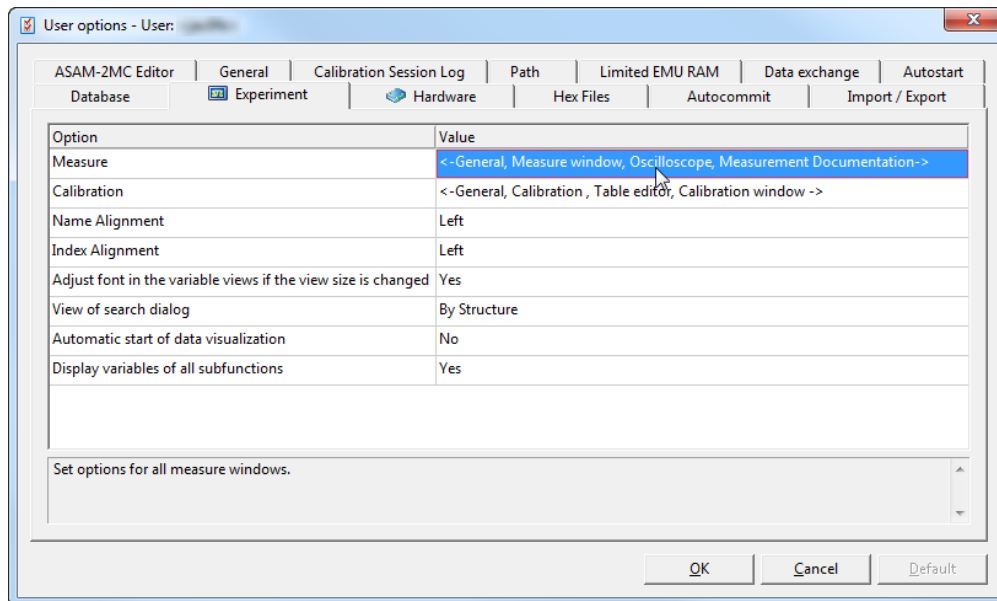 User options - User:
ASAM-2MC Editor General Calibration Session Log Path Limited EMU RAM Data exchange Autostart
Database Experiment Hardware Hex Files Autocommit Import / Export
Option Value
Measure <-General, Measure window, Oscilloscope, Measurement Documentation->
Calibration <-General, Calibration , Table editor, Calibration window ->
Name Alignment Left
Index Alignment Left
Adjust font in the variable views if the view size is changed Yes
View of search dialog By Structure
Automatic start of data visualization No
Display variables of all subfunctions Yes
Set options for all measure windows.
OK Cancel Default